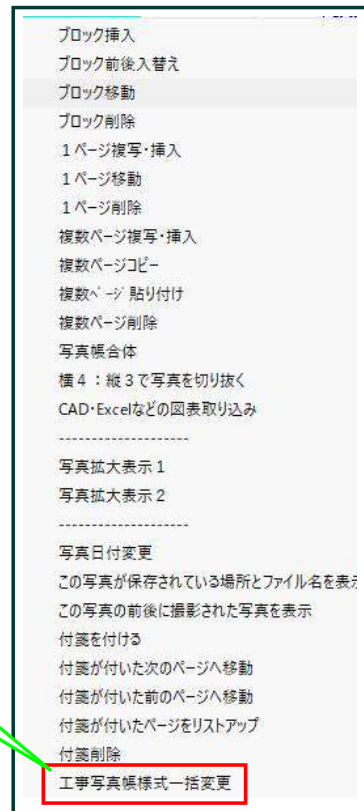 ブロック挿入
ブロック前後入替え
ブロック移動
ブロック削除
1ページ複写・挿入
1ページ移動
1ページ削除
複数ページ複写・挿入
複数ページコピー
複数ページ貼り付け
複数ページ削除
写真帳合体
横4：縦3で写真を切り抜く
CAD・Excelなどの図表取り込み
--------------------
写真拡大表示1
写真拡大表示2
--------------------
写真日付変更
この写真が保存されている場所とファイル名を表
この写真の前後に撮影された写真を表示
付箋を付ける
付箋が付いた次のページへ移動
付箋が付いた前のページへ移動
付箋が付いたページをリストアップ
付箋削除
工事写真帳様式一括変更